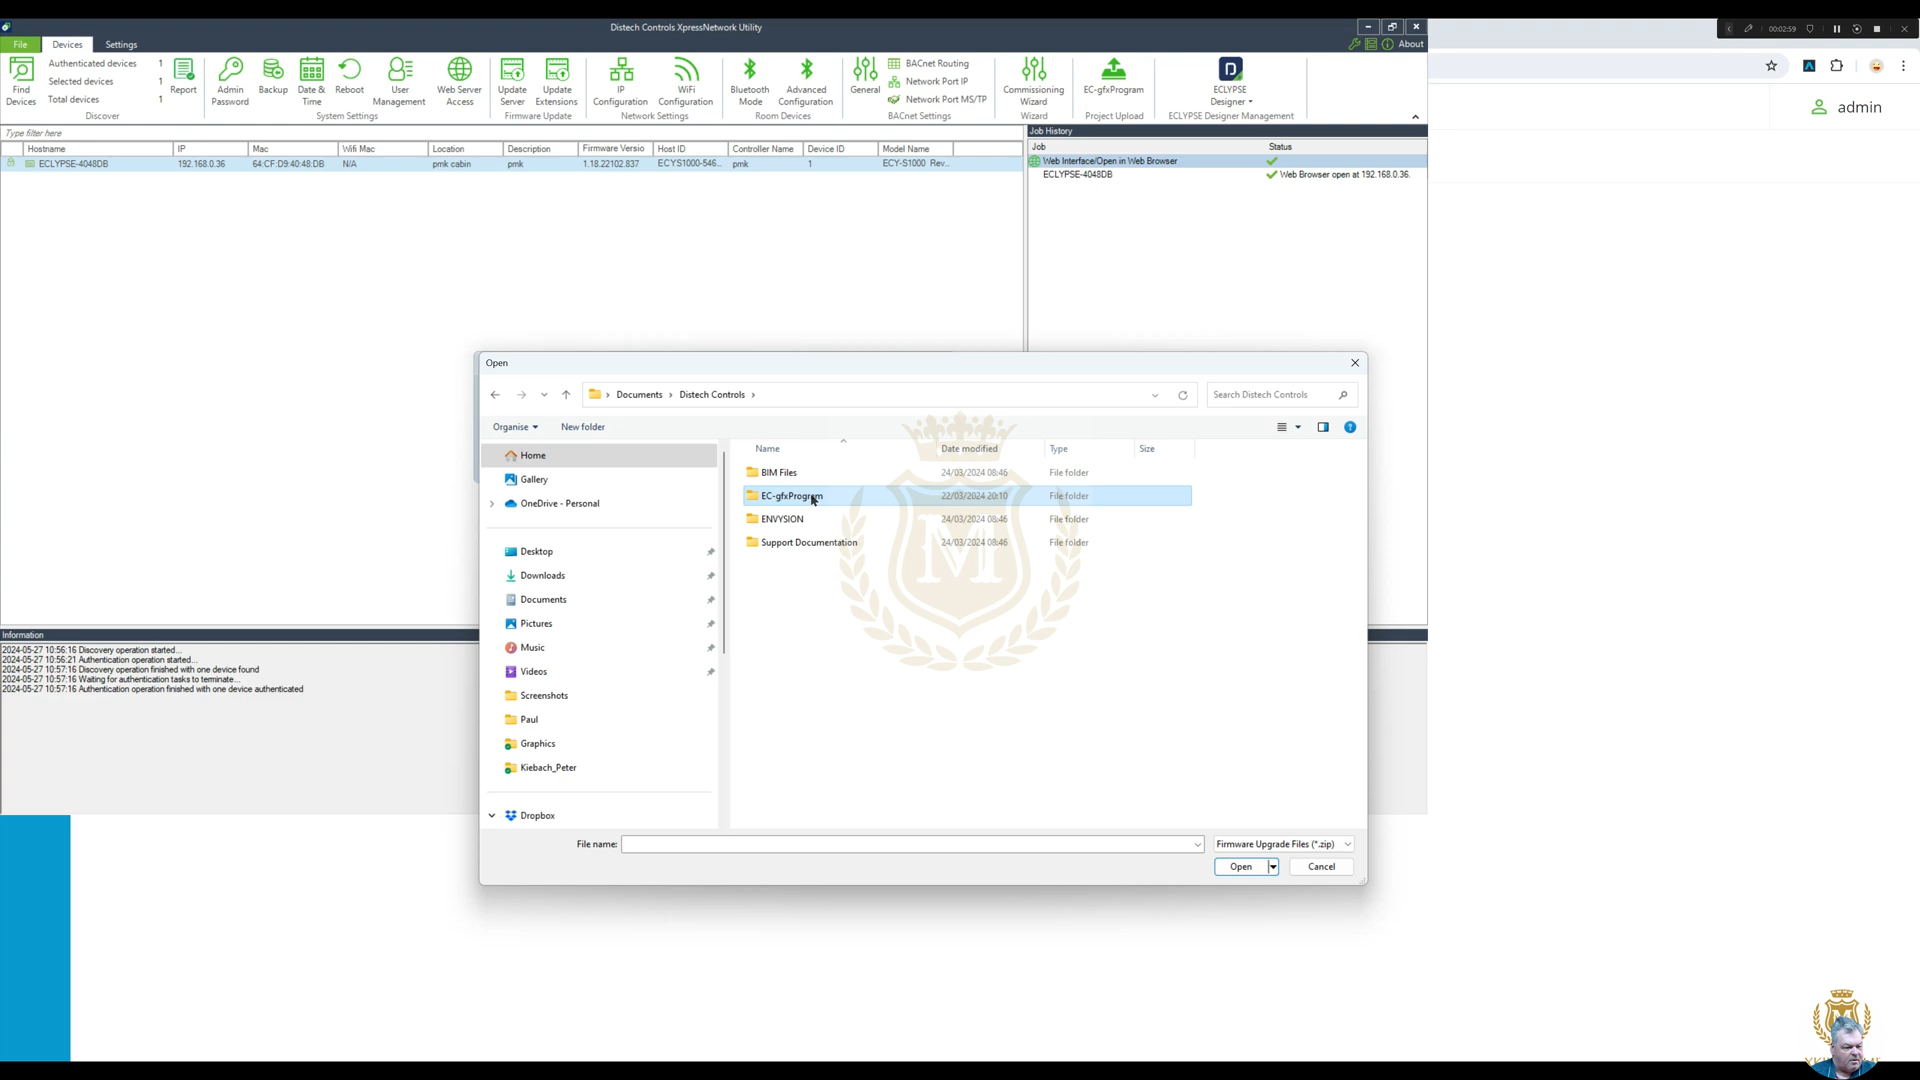 Distech Controls XpressNetwork Utility
File Devices Settings
About
00:02:59
Find Devices
Authenticated devices 1
Selected devices 1
Total devices 1
Report
Discover
Admin Password
Backup
Date & Time
Reboot
User Management
Web Server Access
System Settings
Update Server
Update Extensions
Firmware Update
IP Configuration
WiFi Configuration
Network Settings
Bluetooth Mode
Advanced Configuration
Room Devices
General
BACnet Routing
Network Port IP
Network Port MS/TP
BACnet Settings
Commissioning Wizard
EC-gfxProgram
Project Upload
ECLYPSE Designer
ECLYPSE Designer Management
admin
Type filter here
Hostname IP Mac Wifi Mac Location Description Firmware Versio Host ID Controller Name Device ID Model Name
ECLYPSE-4048DB 192.168.0.36 64:CF:D9:40:48:DB N/A pmk cabin pmk 1.18.22102.837 ECYS1000-546... pmk 1 ECY-S1000 Rev...
Job History
Job Status
Web Interface/Open in Web Browser
ECLYPSE-4048DB Web Browser open at 192.168.0.36.
Open
Documents > Distech Controls >
Search Distech Controls
Organise New folder
Home
Gallery
OneDrive - Personal
Desktop
Downloads
Documents
Pictures
Music
Videos
Screenshots
Paul
Graphics
Kiebach_Peter
Dropbox
Name Date modified Type Size
BIM Files 24/03/2024 08:46 File folder
EC-gfxProgram 22/03/2024 20:10 File folder
ENVYSION 24/03/2024 08:46 File folder
Support Documentation 24/03/2024 08:46 File folder
M
File name:
Firmware Upgrade Files (*.zip)
Open Cancel
Information
2024-05-27 10:56:16 Discovery operation started...
2024-05-27 10:56:21 Authentication operation started...
2024-05-27 10:57:16 Discovery operation finished with one device found
2024-05-27 10:57:16 Waiting for authentication tasks to terminate...
2024-05-27 10:57:16 Authentication operation finished with one device authenticated